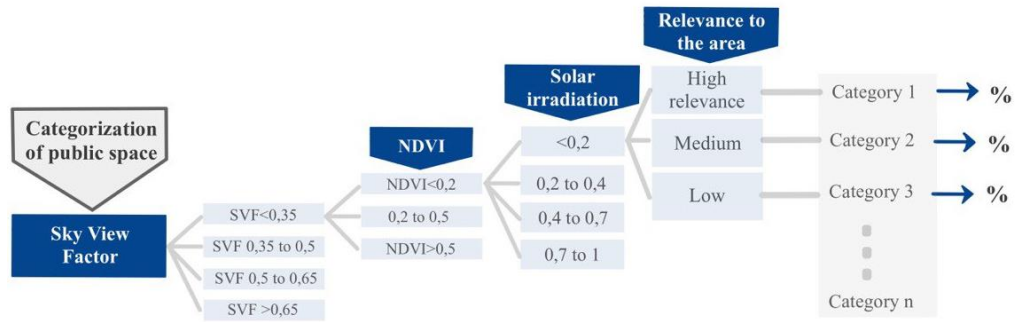 Categorization
of public space
Sky View
Factor
SVF<0,35
SVF 0,35 to 0,5
SVF 0,5 to 0,65
SVF >0,65
NDVI
NDVI<0,2
0,2 to 0,5
NDVI>0,5
Solar
irradiation
<0,2
0,2 to 0,4
0,4 to 0,7
0,7 to 1
Relevance to
the area
High
relevance
Medium
Low
Category 1
%
Category 2
%
Category 3
%
Category n